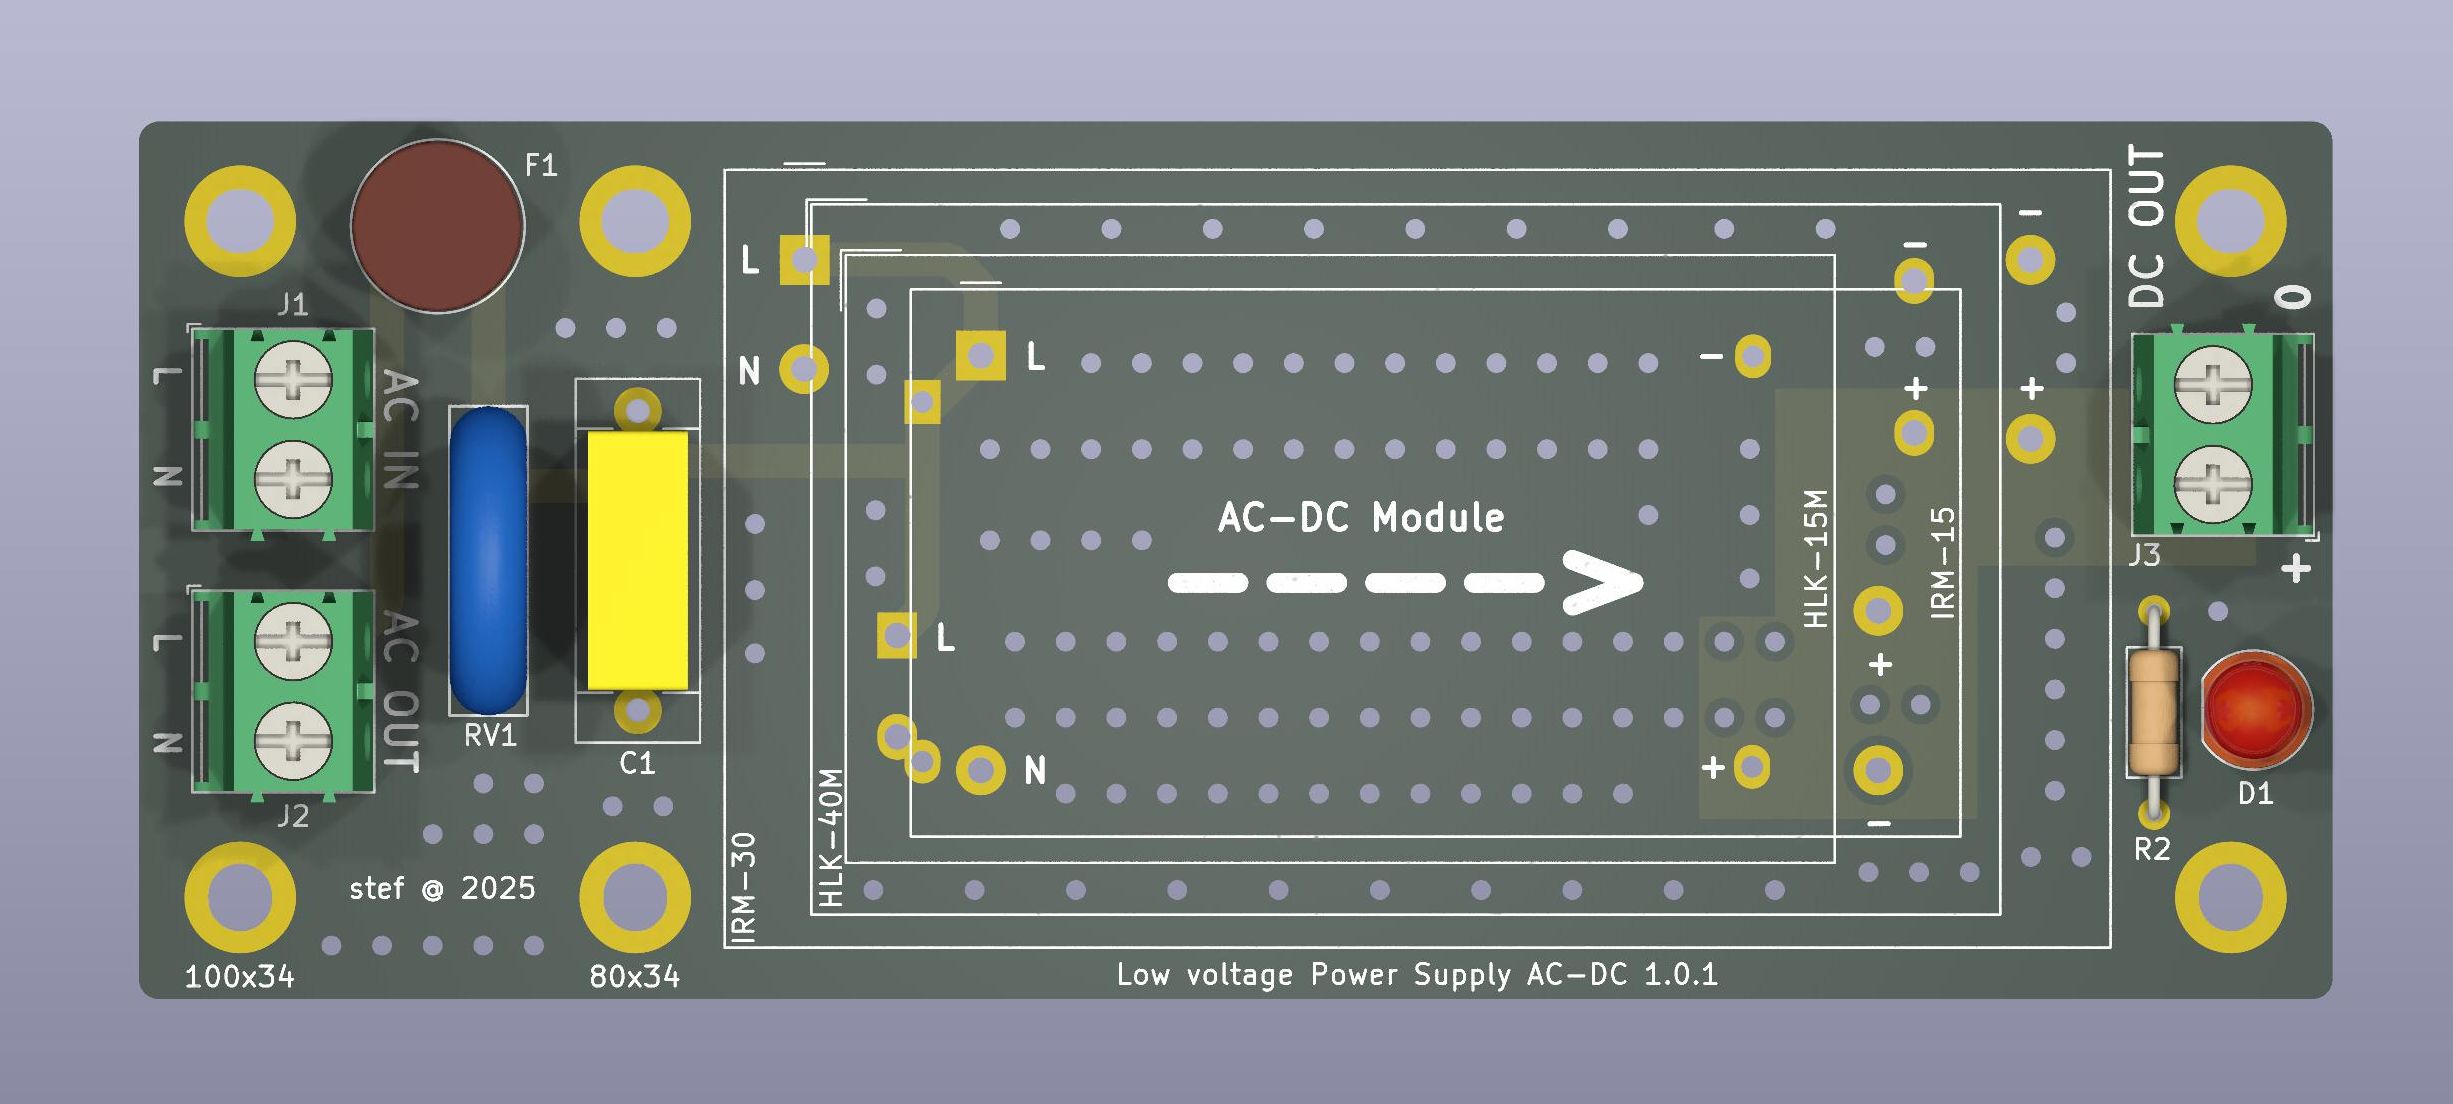 F1
J1
L
N
AC IN
L
N
AC OUT
J2
RV1
C1
stef @ 2025
100x34
80x34
L
N
L
L
N
IRM-30
HLK-40M
AC-DC Module
-
+
HLK-15M
IRM-15
-
+
-
+
+
-
DC OUT
0
J3
+
R2
D1
Low voltage Power Supply AC-DC 1.0.1